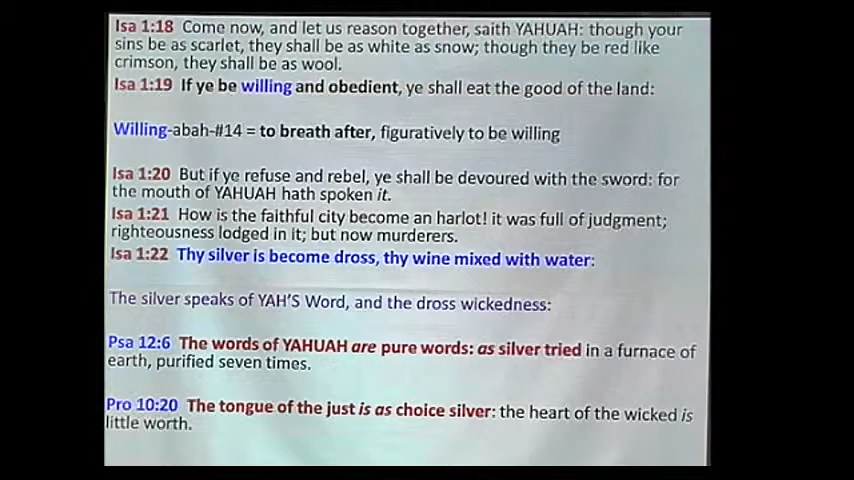 Isa 1:18 Come now, and let us reason together, saith YAHUAH: though your
sins be as scarlet, they shall be as white as snow; though they be red like
crimson, they shall be as wool.
Isa 1:19 If ye be willing and obedient, ye shall eat the good of the land:
Willing-abah-#14 = to breath after, figuratively to be willing
Isa 1:20 But if ye refuse and rebel, ye shall be devoured with the sword: for
the mouth of YAHUAH hath spoken it.
Isa 1:21 How is the faithful city become an harlot! it was full of judgment;
righteousness lodged in it; but now murderers.
Isa 1:22 Thy silver is become dross, thy wine mixed with water:
The silver speaks of YAH'S Word, and the dross wickedness:
Psa 12:6 The words of YAHUAH are pure words: as silver tried in a furnace of
earth, purified seven times.
Pro 10:20 The tongue of the just is as choice silver: the heart of the wicked is
little worth.